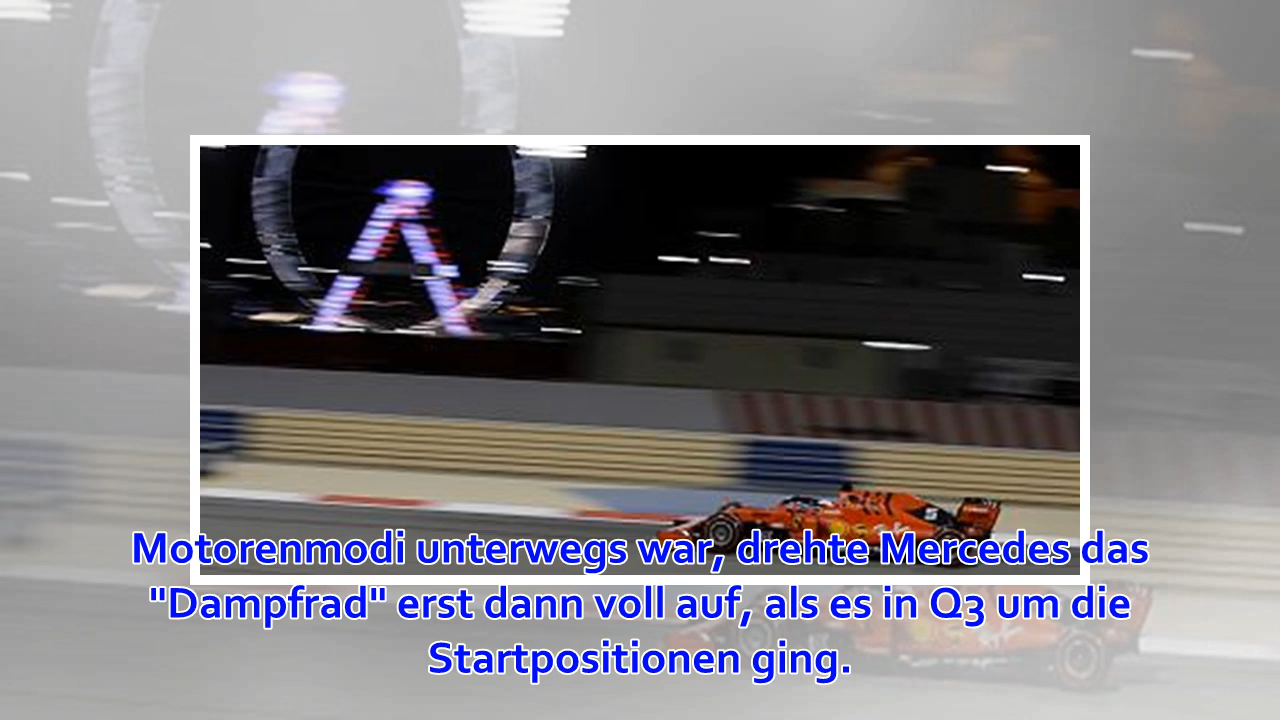 Motorenmodi unterwegs war, drehte Mercedes das
"Dampfrad" erst dann voll auf, als es in Q3 um die
Startpositionen ging.